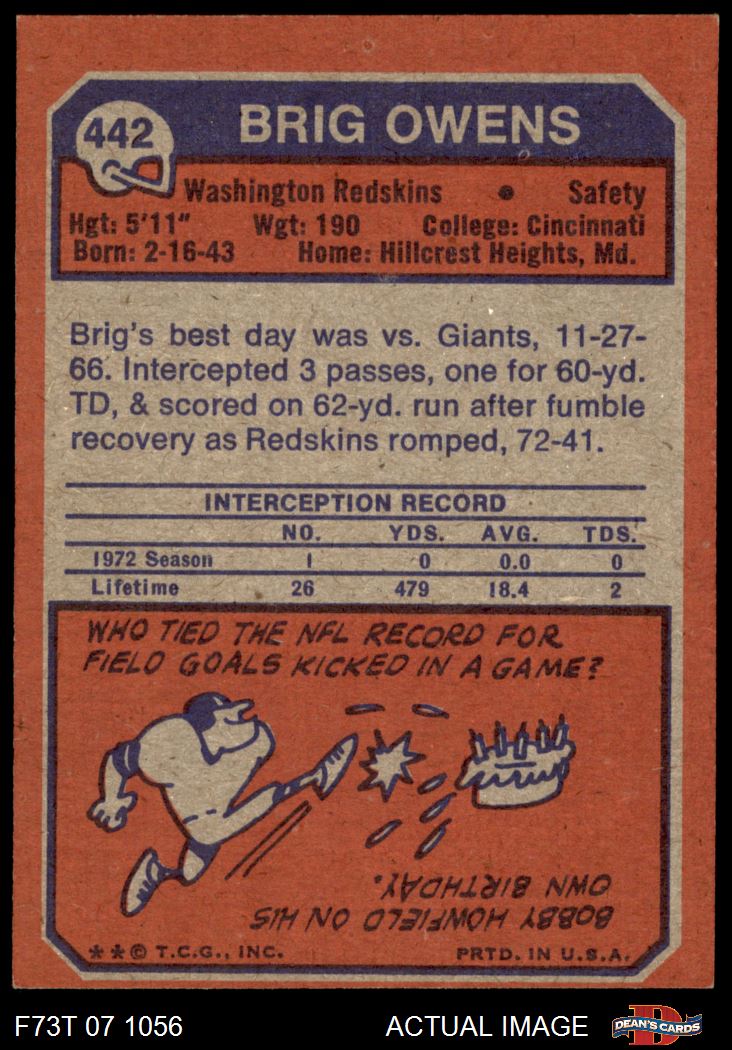 442
BRIG OWENS
Washington Redskins • Safety
Hgt: 5'11" Wgt: 190 College: Cincinnati
Born: 2-16-43 Home: Hillcrest Heights, Md.
Brig's best day was vs. Giants, 11-27-
66. Intercepted 3 passes, one for 60-yd.
TD, & scored on 62-yd. run after fumble
recovery as Redskins romped, 72-41.
INTERCEPTION RECORD
NO. YDS. AVG. TDS.
1972 Season 1 0 0.0 0
Lifetime 26 479 18.4 2
WHO TIED THE NFL RECORD FOR
FIELD GOALS KICKED IN A GAME?
BOBBY HOWFIELD ON HIS
OWN BIRTHDAY.
**© T.C.G., INC. PRTD. IN U.S.A.
F73T 07 1056 ACTUAL IMAGE D DEAN'S CARDS